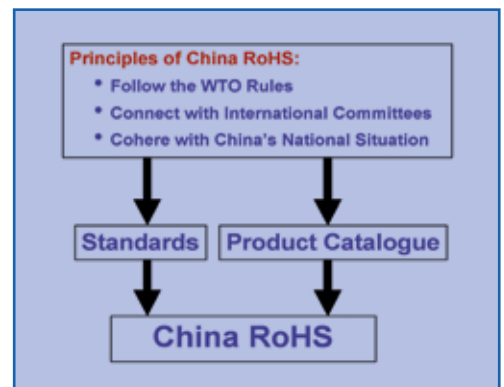 Principles of China RoHS:
• Follow the WTO Rules
• Connect with International Committees
• Cohere with China's National Situation
Standards
Product Catalogue
China RoHS